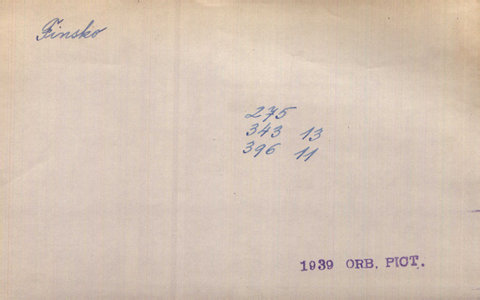 Finsko
275
343 13
396 11
1939 ORB. PICT.